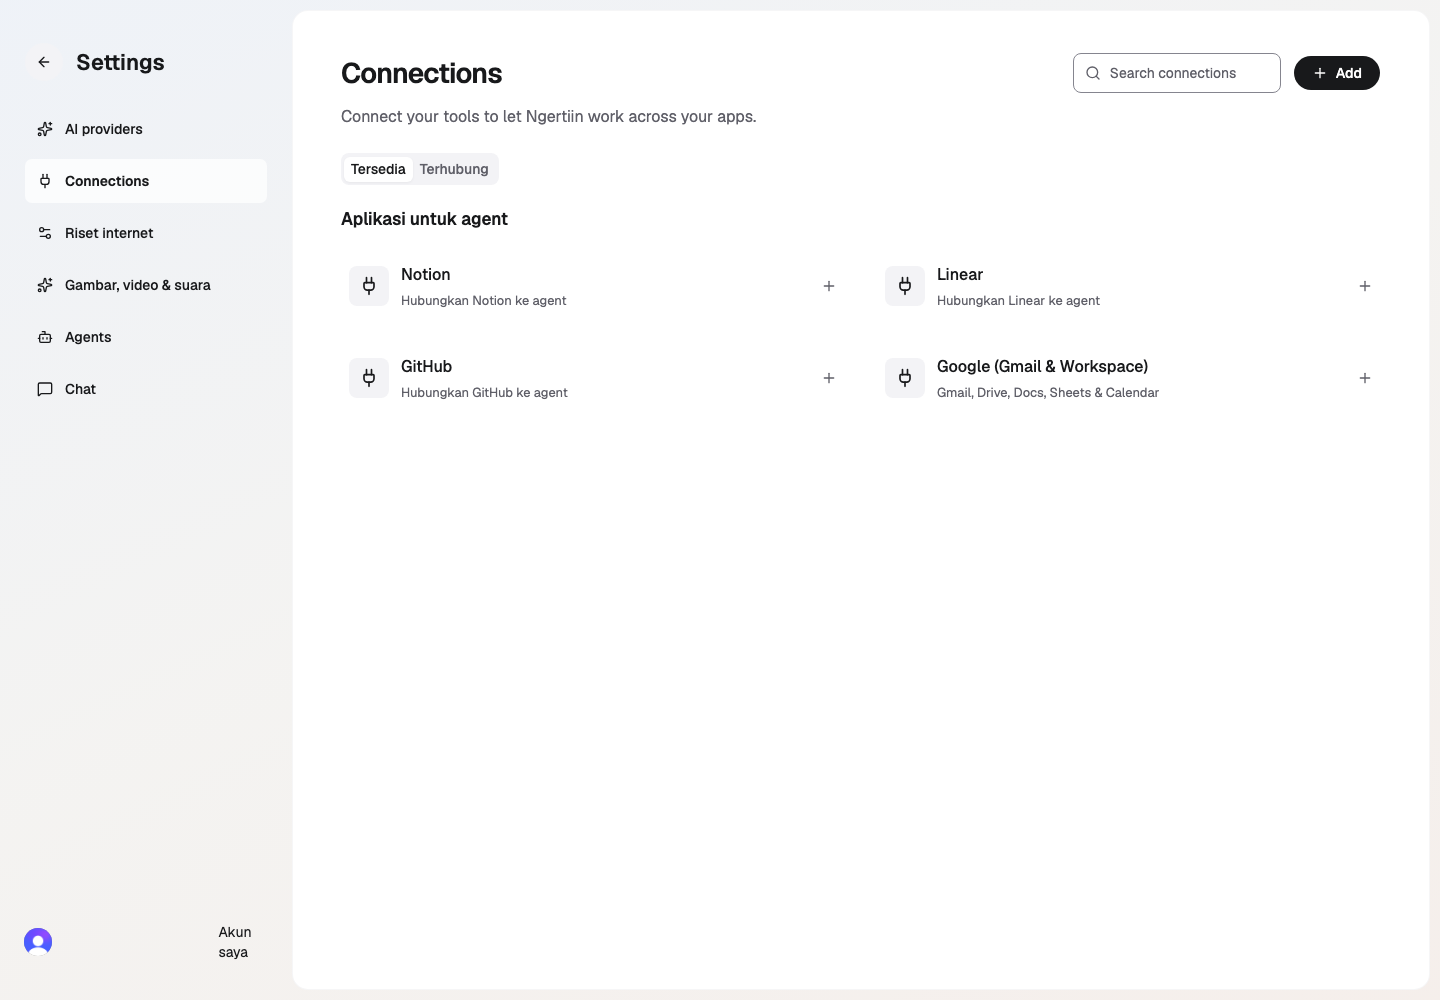 Settings
AI providers
Connections
Riset internet
Gambar, video & suara
Agents
Chat
Akun
saya
Connections
Search connections
Add
Connect your tools to let Ngertiin work across your apps.
Tersedia
Terhubung
Aplikasi untuk agent
Notion
Hubungkan Notion ke agent
Linear
Hubungkan Linear ke agent
GitHub
Hubungkan GitHub ke agent
Google (Gmail & Workspace)
Gmail, Drive, Docs, Sheets & Calendar